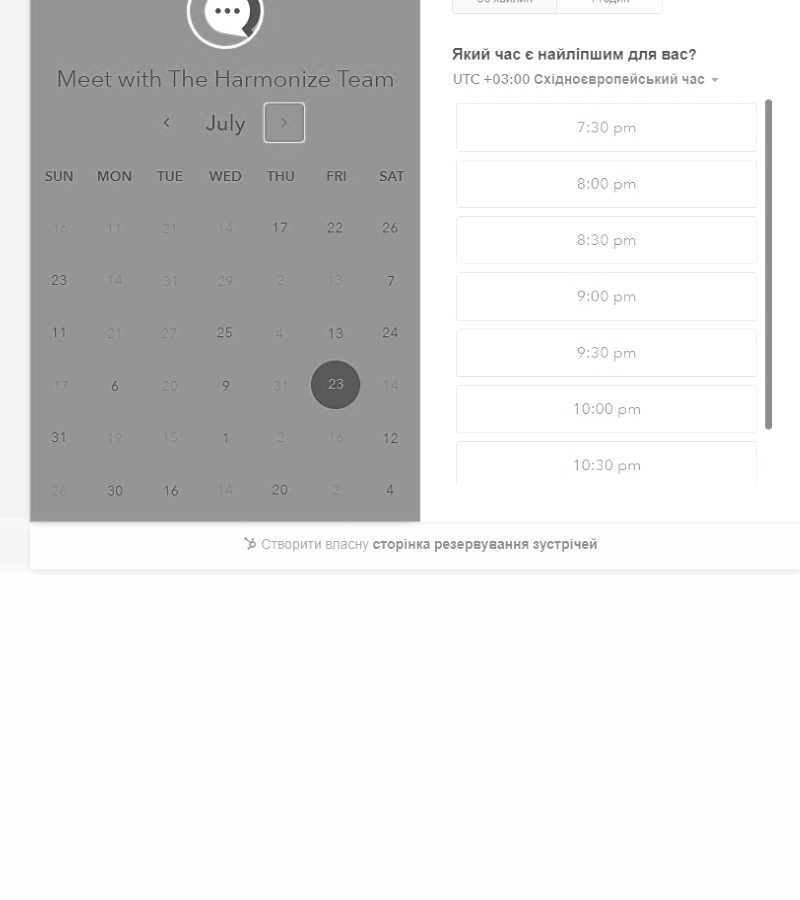 Meet with The Harmonize Team
July
SUN MON TUE WED THU FRI SAT
16 11 21 14 17 22 26
23 14 31 29 2 13 7
11 21 27 25 4 13 24
17 6 20 9 31 23 14
31 19 15 1 2 16 12
28 30 16 14 20 2 4
Який час є найліпшим для вас?
UTC +03:00 Східноєвропейський час
7:30 pm
8:00 pm
8:30 pm
9:00 pm
9:30 pm
10:00 pm
10:30 pm
Створити власну сторінка резервування зустрічей